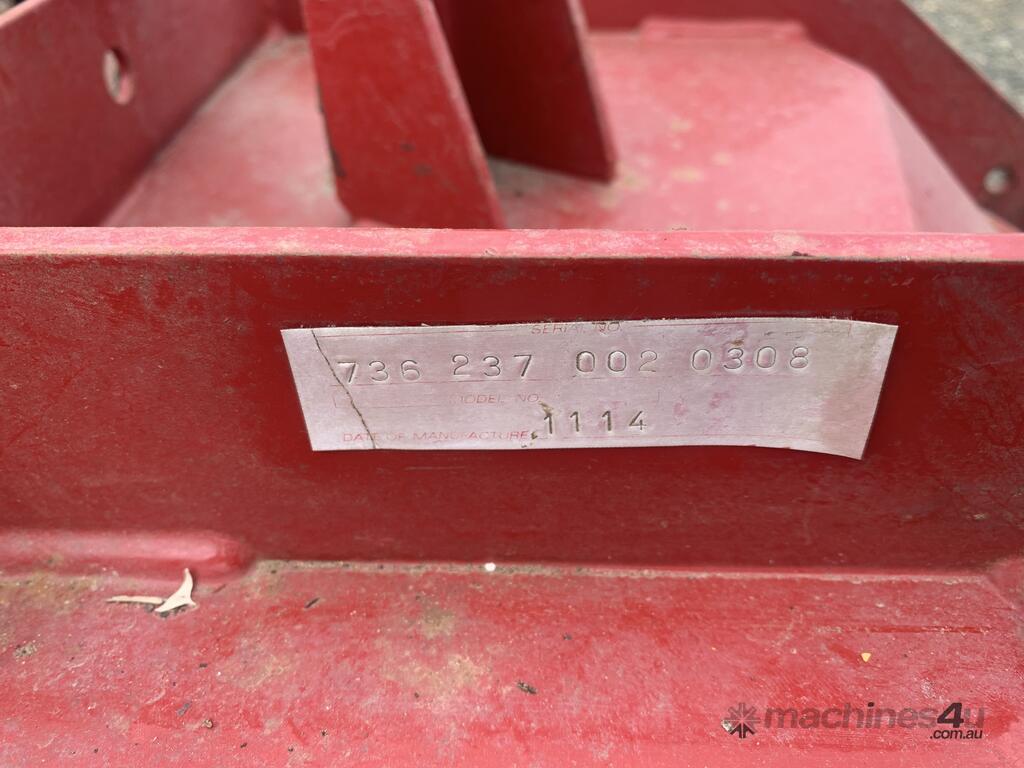 SERIAL NO.
736 237 002 0308
MODEL NO.
1114
DATE OF MANUFACTURE
machines4u
.com.au